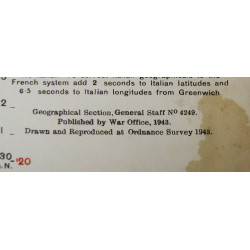 French system add 2 seconds to Italian latitudes and
6·5 seconds to Italian longitudes from Greenwich
2
Geographical Section, General Staff Nº 4249.
Published by War Office, 1943.
Drawn and Reproduced at Ordnance Survey 1943.
30
'20